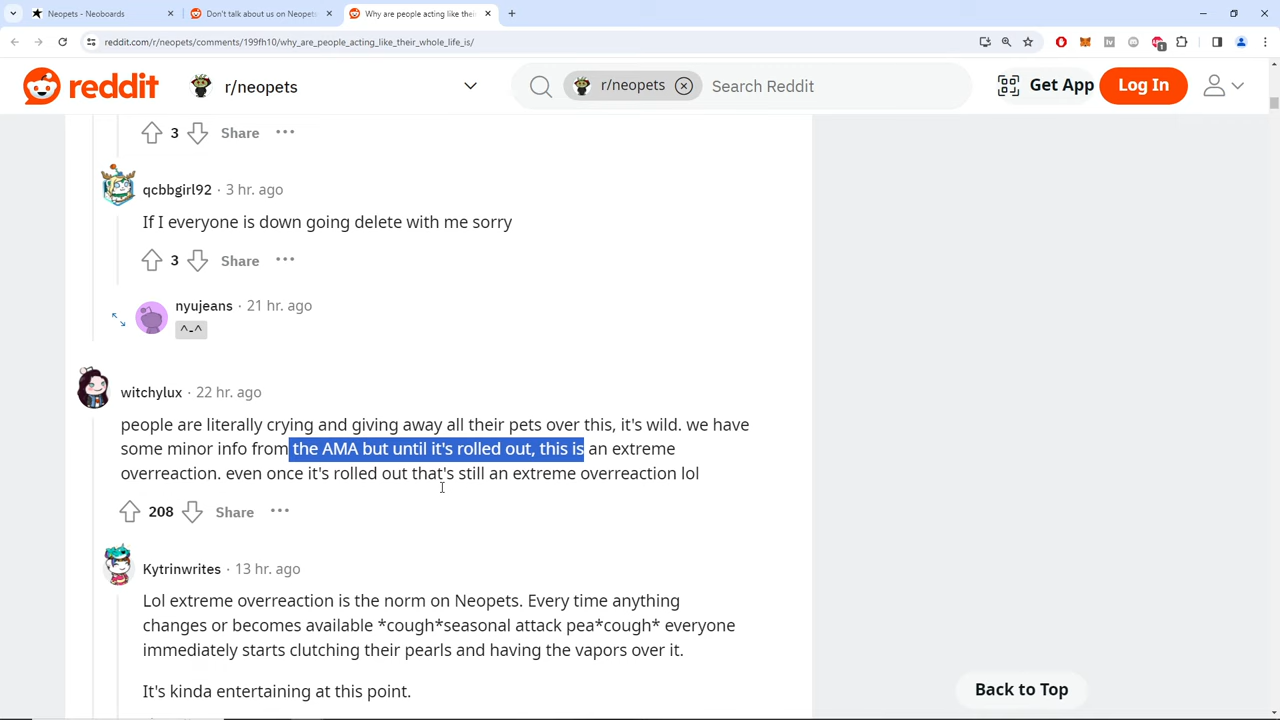 Neopets - Neoboards
Don't talk about us on Neopets
Why are people acting like their
reddit.com/r/neopets/comments/199fh10/why_are_people_acting_like_their_whole_life_is/
reddit
r/neopets
r/neopets
Search Reddit
Get App
Log In
3
Share
qcbbgirl92 · 3 hr. ago
If I everyone is down going delete with me sorry
3
Share
nyujeans · 21 hr. ago
^-^
witchylux · 22 hr. ago
people are literally crying and giving away all their pets over this, it's wild. we have
some minor info from the AMA but until it's rolled out, this is an extreme
overreaction. even once it's rolled out that's still an extreme overreaction lol
208
Share
Kytrinwrites · 13 hr. ago
Lol extreme overreaction is the norm on Neopets. Every time anything
changes or becomes available *cough*seasonal attack pea*cough* everyone
immediately starts clutching their pearls and having the vapors over it.
It's kinda entertaining at this point.
Back to Top